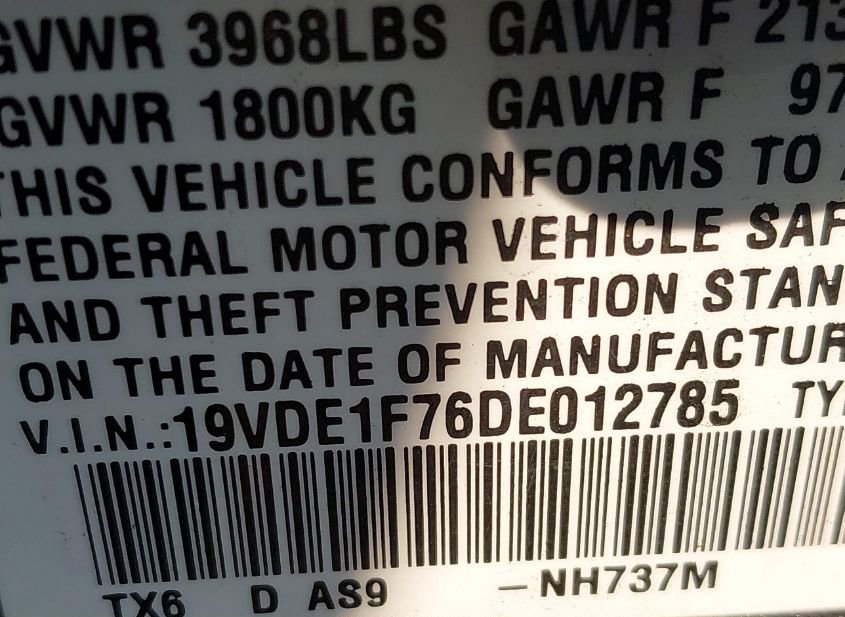 GVWR 3968LBS GAWR F 213
GVWR 1800KG GAWR F 97
THIS VEHICLE CONFORMS TO
FEDERAL MOTOR VEHICLE SAF
AND THEFT PREVENTION STAN
ON THE DATE OF MANUFACTUR
V.I.N.:19VDE1F76DE012785 TY
TX6 D AS9 –NH737M